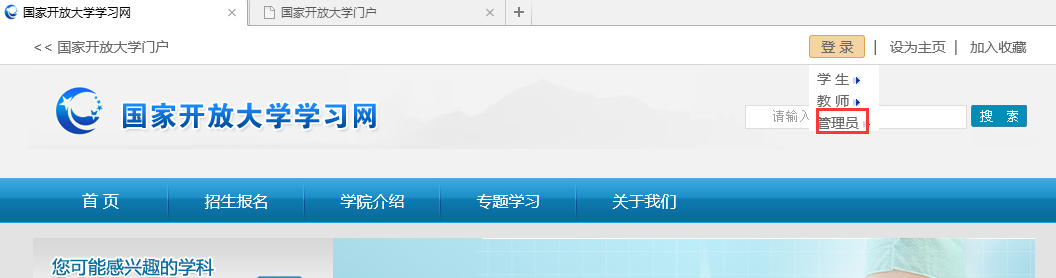 国家开放大学学习网 国家开放大学门户
<< 国家开放大学门户 登 录 | 设为主页 | 加入收藏
学 生
教 师
管理员
国家开放大学学习网 请输入 搜 索
首 页 招生报名 学院介绍 专题学习 关于我们
您可能感兴趣的学科